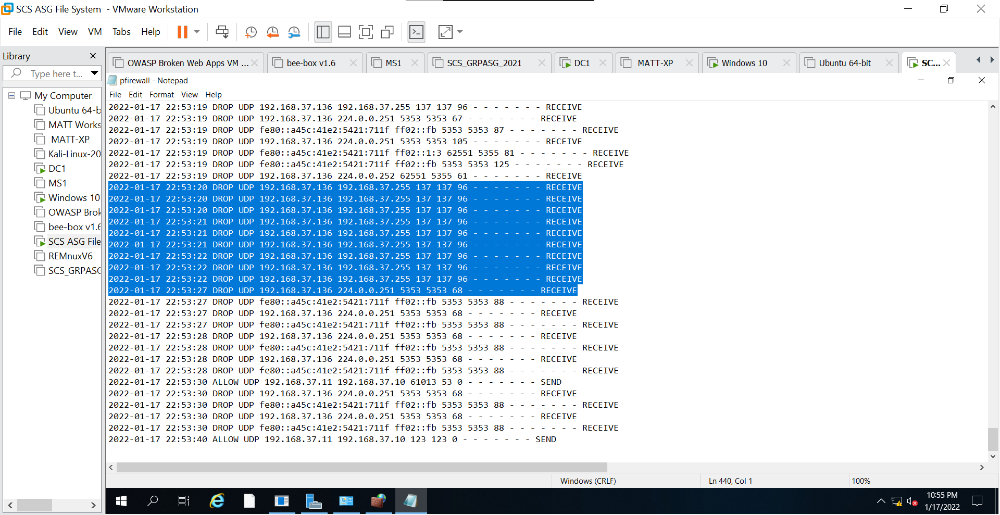 SCS ASG File System - VMware Workstation
File Edit View VM Tabs Help
Library
Type here t...
My Computer
Ubuntu 64-b
MATT Works
MATT-XP
Kali-Linux-20
DC1
MS1
Windows 10
OWASP Brok
bee-box v1.6
SCS ASG File
REMnuxV6
SCS_GRPASG
OWASP Broken Web Apps VM ... bee-box v1.6 MS1 SCS_GRPASG_2021 DC1 MATT-XP Windows 10 Ubuntu 64-bit SC...
pfirewall - Notepad
File Edit Format View Help
2022-01-17 22:53:19 DROP UDP 192.168.37.136 192.168.37.255 137 137 96 - - - - - - - RECEIVE
2022-01-17 22:53:19 DROP UDP 192.168.37.136 224.0.0.251 5353 5353 67 - - - - - - - RECEIVE
2022-01-17 22:53:19 DROP UDP fe80::a45c:41e2:5421:711f ff02::fb 5353 5353 87 - - - - - - - RECEIVE
2022-01-17 22:53:19 DROP UDP 192.168.37.136 224.0.0.251 5353 5353 105 - - - - - - - RECEIVE
2022-01-17 22:53:19 DROP UDP fe80::a45c:41e2:5421:711f ff02::1:3 62551 5355 81 - - - - - - - RECEIVE
2022-01-17 22:53:19 DROP UDP fe80::a45c:41e2:5421:711f ff02::fb 5353 5353 125 - - - - - - - RECEIVE
2022-01-17 22:53:19 DROP UDP 192.168.37.136 224.0.0.252 62551 5355 61 - - - - - - - RECEIVE
2022-01-17 22:53:20 DROP UDP 192.168.37.136 192.168.37.255 137 137 96 - - - - - - - RECEIVE
2022-01-17 22:53:20 DROP UDP 192.168.37.136 192.168.37.255 137 137 96 - - - - - - - RECEIVE
2022-01-17 22:53:20 DROP UDP 192.168.37.136 192.168.37.255 137 137 96 - - - - - - - RECEIVE
2022-01-17 22:53:21 DROP UDP 192.168.37.136 192.168.37.255 137 137 96 - - - - - - - RECEIVE
2022-01-17 22:53:21 DROP UDP 192.168.37.136 192.168.37.255 137 137 96 - - - - - - - RECEIVE
2022-01-17 22:53:21 DROP UDP 192.168.37.136 192.168.37.255 137 137 96 - - - - - - - RECEIVE
2022-01-17 22:53:22 DROP UDP 192.168.37.136 192.168.37.255 137 137 96 - - - - - - - RECEIVE
2022-01-17 22:53:22 DROP UDP 192.168.37.136 192.168.37.255 137 137 96 - - - - - - - RECEIVE
2022-01-17 22:53:22 DROP UDP 192.168.37.136 192.168.37.255 137 137 96 - - - - - - - RECEIVE
2022-01-17 22:53:27 DROP UDP 192.168.37.136 224.0.0.251 5353 5353 68 - - - - - - - RECEIVE
2022-01-17 22:53:27 DROP UDP fe80::a45c:41e2:5421:711f ff02::fb 5353 5353 88 - - - - - - - RECEIVE
2022-01-17 22:53:27 DROP UDP 192.168.37.136 224.0.0.251 5353 5353 68 - - - - - - - RECEIVE
2022-01-17 22:53:27 DROP UDP fe80::a45c:41e2:5421:711f ff02::fb 5353 5353 88 - - - - - - - RECEIVE
2022-01-17 22:53:28 DROP UDP 192.168.37.136 224.0.0.251 5353 5353 68 - - - - - - - RECEIVE
2022-01-17 22:53:28 DROP UDP fe80::a45c:41e2:5421:711f ff02::fb 5353 5353 88 - - - - - - - RECEIVE
2022-01-17 22:53:28 DROP UDP 192.168.37.136 224.0.0.251 5353 5353 68 - - - - - - - RECEIVE
2022-01-17 22:53:28 DROP UDP fe80::a45c:41e2:5421:711f ff02::fb 5353 5353 88 - - - - - - - RECEIVE
2022-01-17 22:53:30 ALLOW UDP 192.168.37.11 192.168.37.10 61013 53 0 - - - - - - - SEND
2022-01-17 22:53:30 DROP UDP 192.168.37.136 224.0.0.251 5353 5353 68 - - - - - - - RECEIVE
2022-01-17 22:53:30 DROP UDP fe80::a45c:41e2:5421:711f ff02::fb 5353 5353 88 - - - - - - - RECEIVE
2022-01-17 22:53:30 DROP UDP 192.168.37.136 224.0.0.251 5353 5353 68 - - - - - - - RECEIVE
2022-01-17 22:53:30 DROP UDP fe80::a45c:41e2:5421:711f ff02::fb 5353 5353 88 - - - - - - - RECEIVE
2022-01-17 22:53:40 ALLOW UDP 192.168.37.11 192.168.37.10 123 123 0 - - - - - - - SEND
Windows (CRLF) Ln 440, Col 1 100%
10:55 PM
1/17/2022